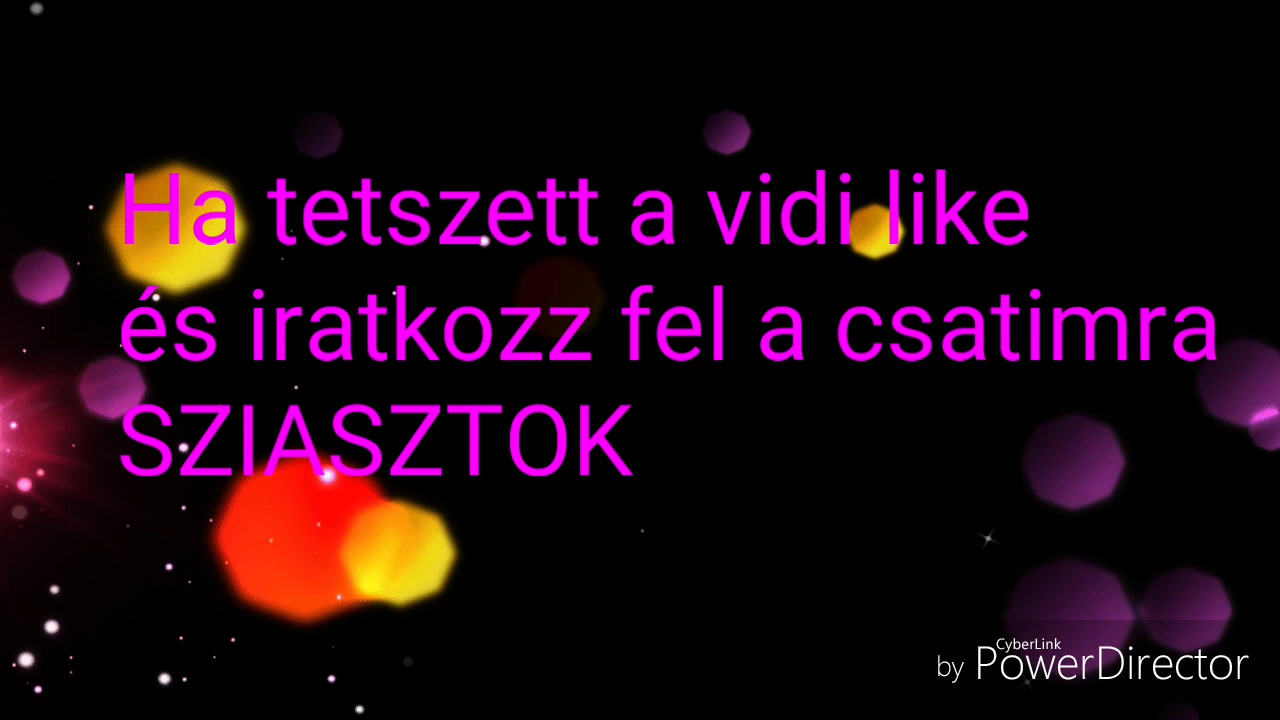 Ha tetszett a vidi like
és iratkozz fel a csatimra
SZIASZTOK
CyberLink
by PowerDirector